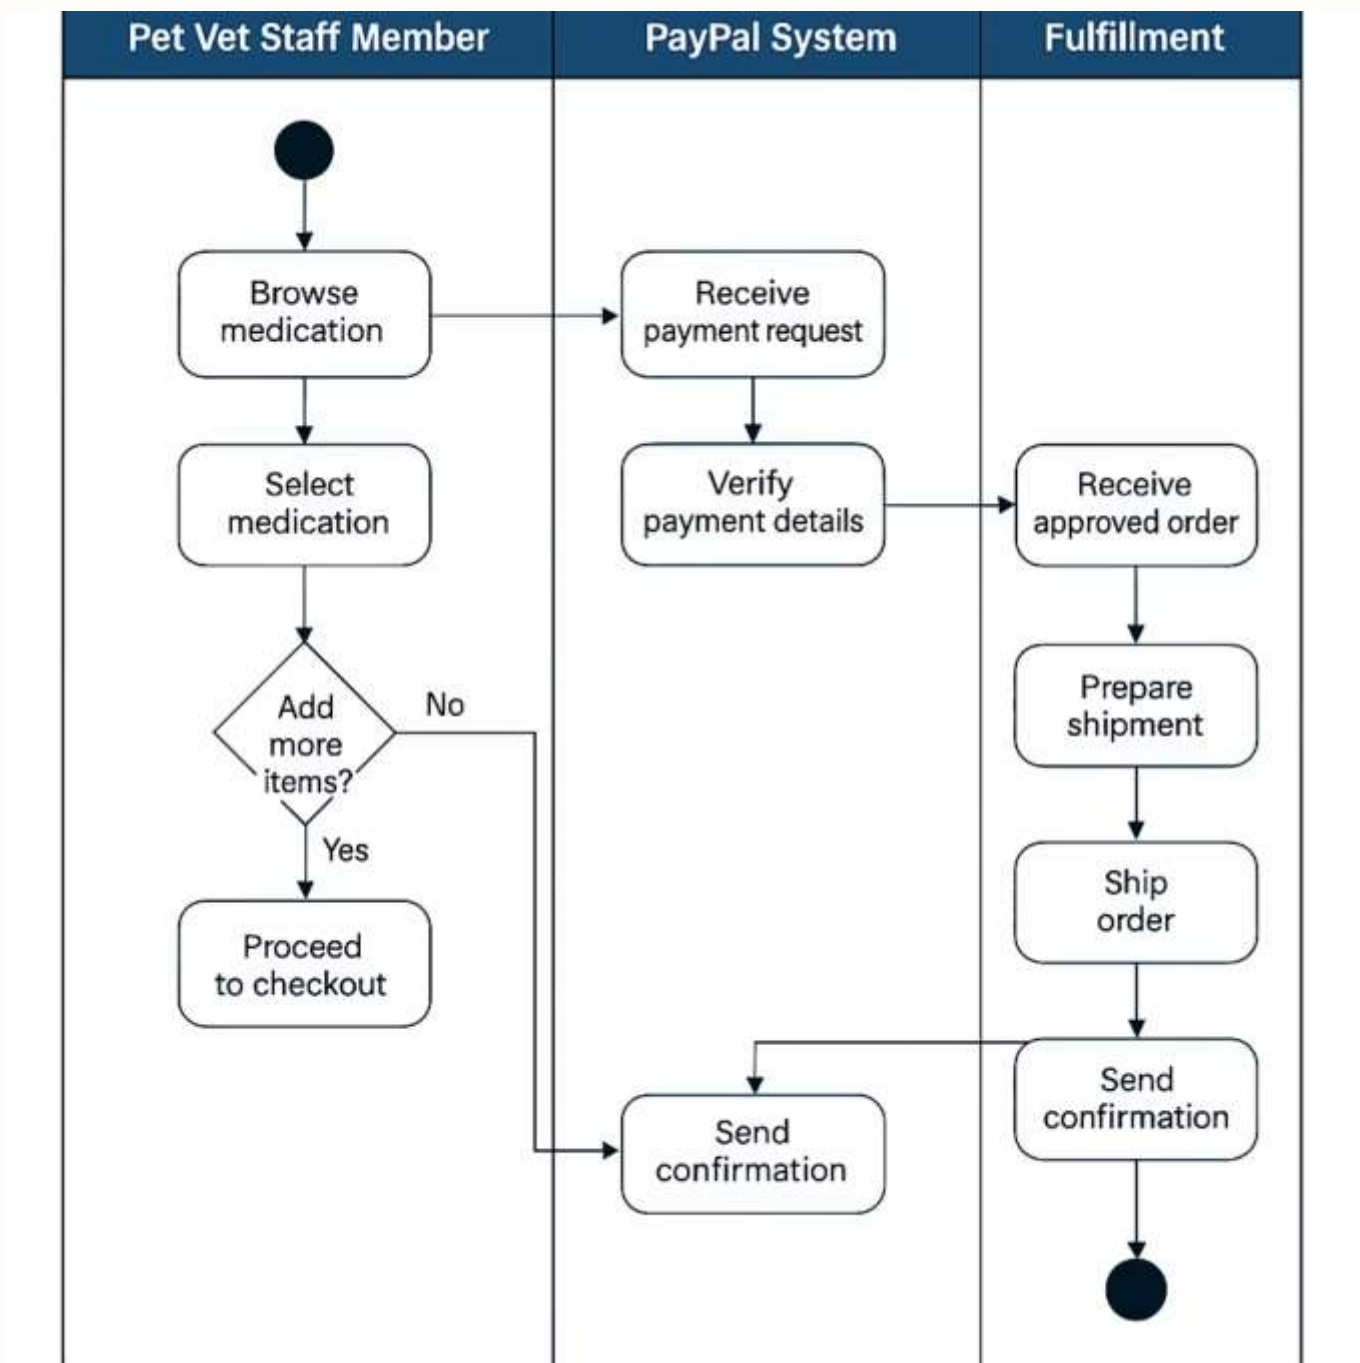 Pet Vet Staff Member
PayPal System
Fulfillment
Browse
medication
Receive
payment request
Select
medication
Verify
payment details
Receive
approved order
Add
more
items?
No
Yes
Prepare
shipment
Ship
order
Proceed
to checkout
Send
confirmation
Send
confirmation